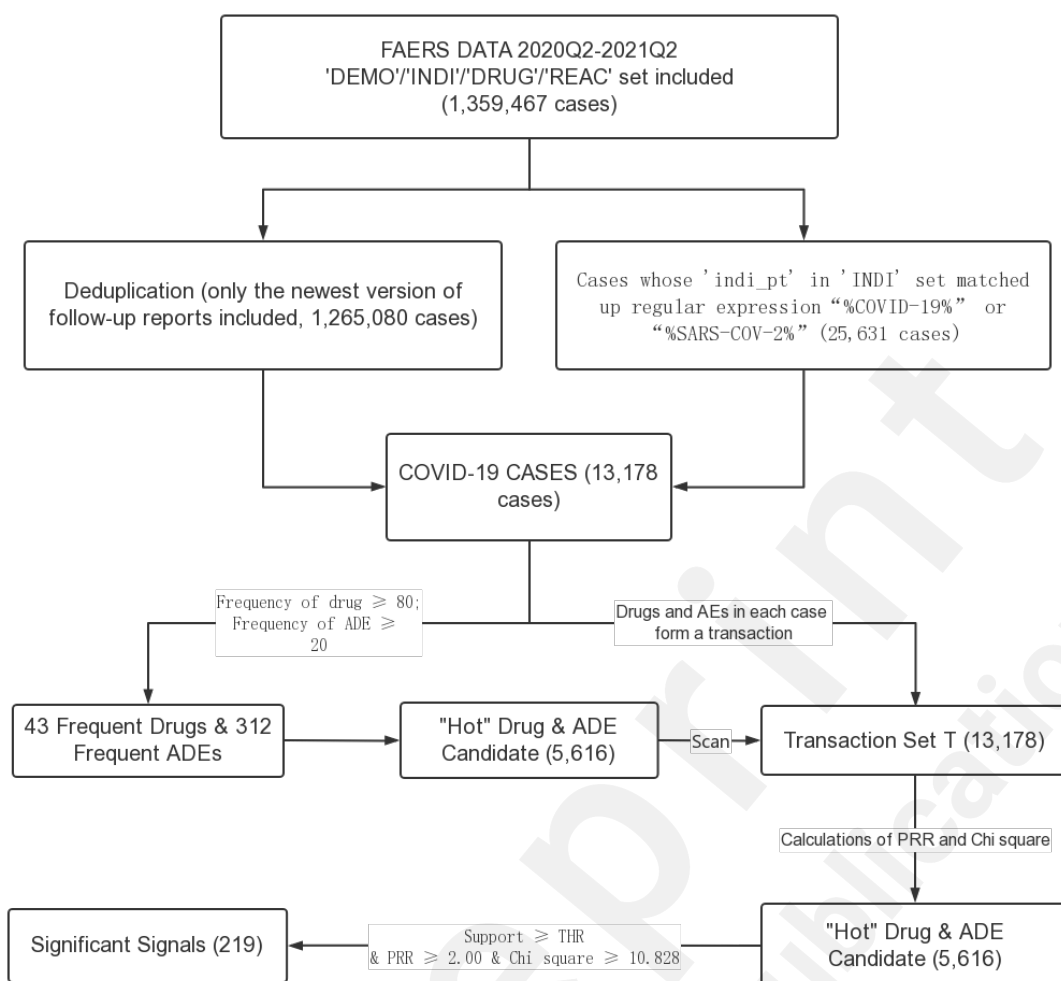 FAERS DATA 2020Q2-2021Q2
'DEMO'/'INDI'/'DRUG'/'REAC' set included
(1,359,467 cases)
Deduplication (only the newest version of
follow-up reports included, 1,265,080 cases)
Cases whose 'indi_pt' in 'INDI' set matched
up regular expression “%COVID-19%” or
“%SARS-COV-2%” (25,631 cases)
COVID-19 CASES (13,178
cases)
Frequency of drug ≥ 80;
Frequency of ADE ≥
20
Drugs and AEs in each case
form a transaction
43 Frequent Drugs & 312
Frequent ADEs
"Hot" Drug & ADE
Candidate (5,616)
Scan
Transaction Set T (13,178)
Calculations of PRR and Chi square
Significant Signals (219)
Support ≥ THR
& PRR ≥ 2.00 & Chi square ≥ 10.828
"Hot" Drug & ADE
Candidate (5,616)